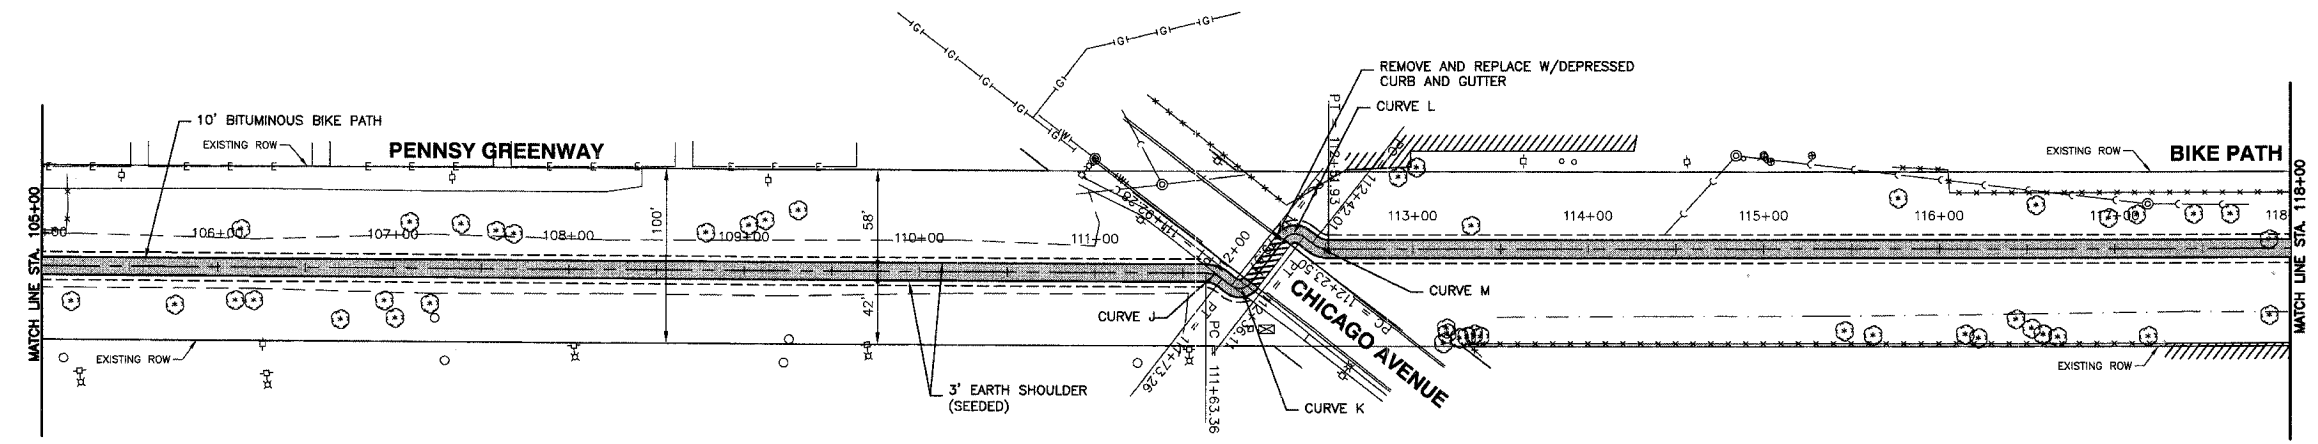 REMOVE AND REPLACE W/DEPRESSED
CURB AND GUTTER
CURVE L
10' BITUMINOUS BIKE PATH
EXISTING ROW
PENNSY GREENWAY
EXISTING ROW
BIKE PATH
MATCH LINE STA. 105+00
MATCH LINE STA. 118+00
106+00
107+00
108+00
109+00
110+00
111+00
113+00
114+00
115+00
116+00
117+00
118
100'
58'
42'
PT = 112+51.93
112+42.01
112+23.50
CHICAGO AVENUE
CURVE M
CURVE J
CURVE K
PT = 111+73.26
PC = 111+63.36
EXISTING ROW
EXISTING ROW
3' EARTH SHOULDER
(SEEDED)